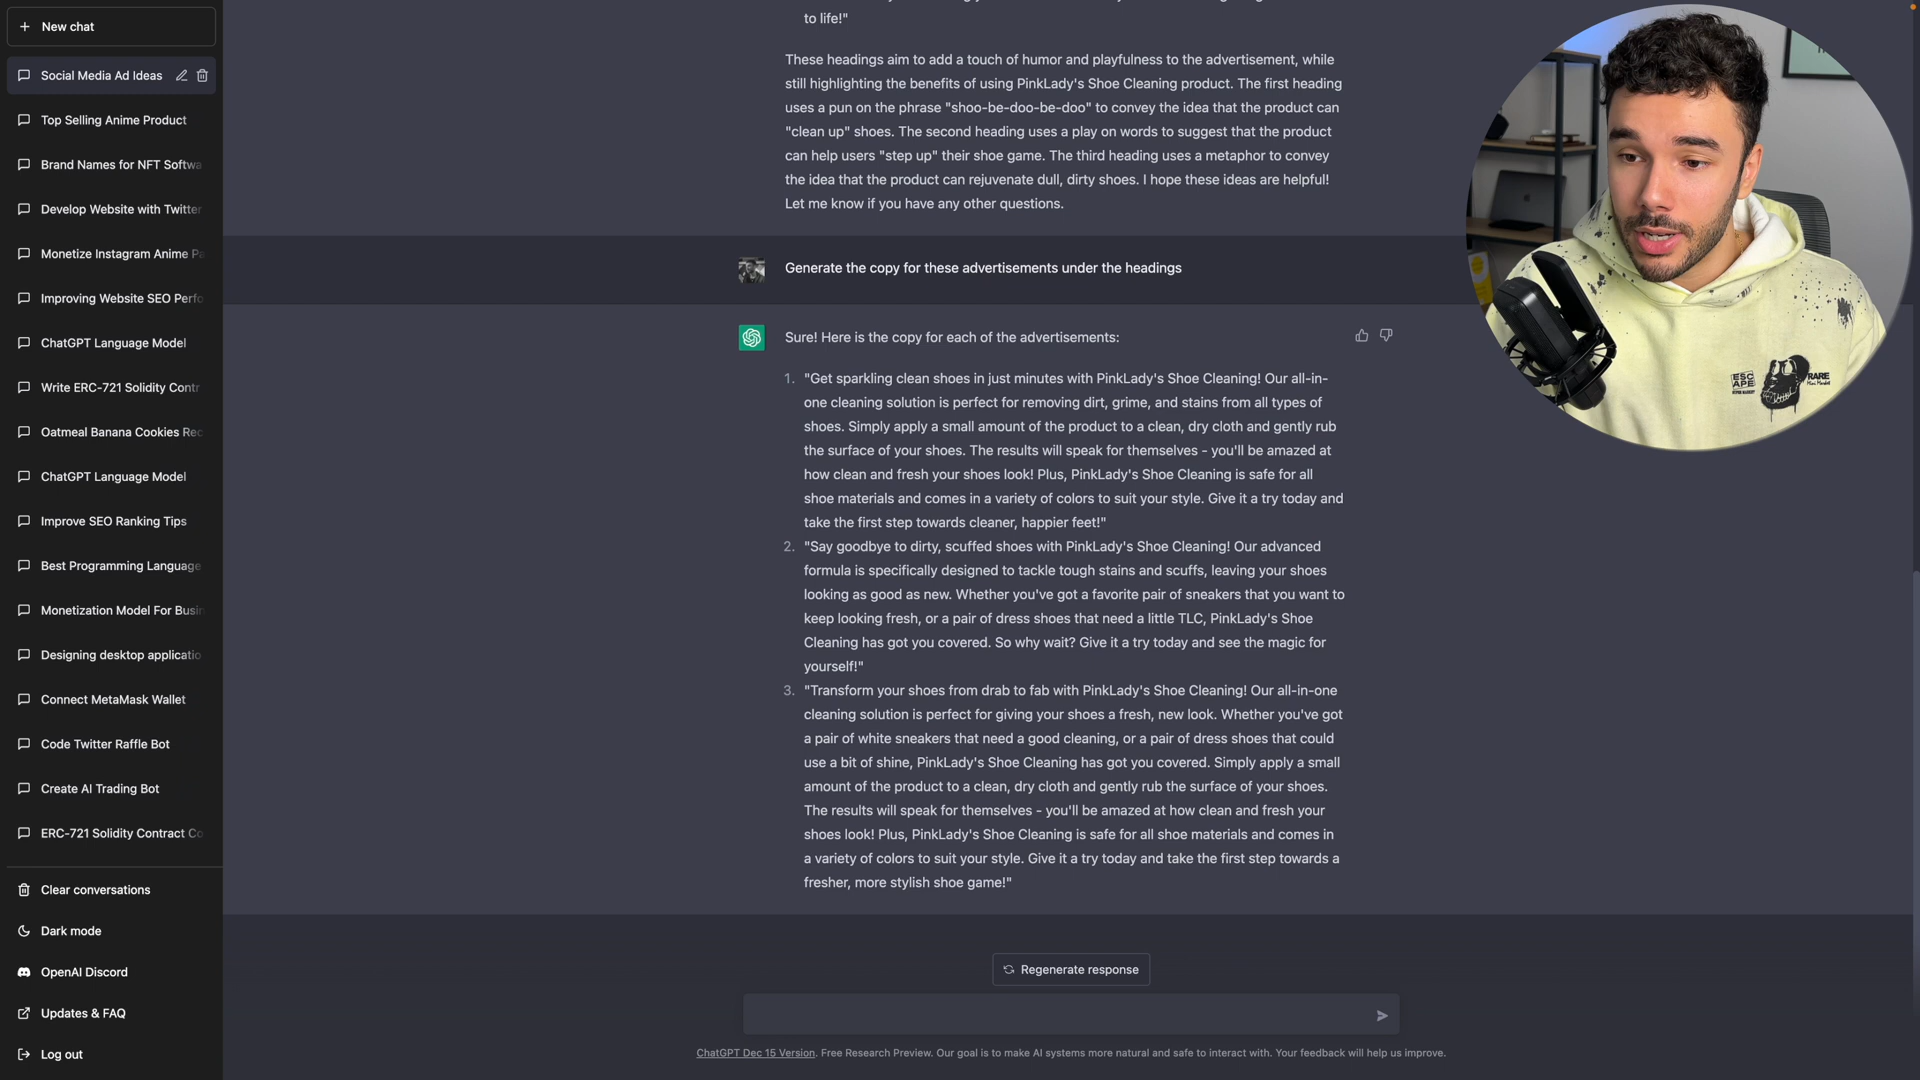 New chat
Social Media Ad Ideas
Top Selling Anime Product
Brand Names for NFT Softwa
Develop Website with Twitter
Monetize Instagram Anime Pa
Improving Website SEO Perfo
ChatGPT Language Model
Write ERC-721 Solidity Contr
Oatmeal Banana Cookies Rec
ChatGPT Language Model
Improve SEO Ranking Tips
Best Programming Language
Monetization Model For Busin
Designing desktop applicatio
Connect MetaMask Wallet
Code Twitter Raffle Bot
Create AI Trading Bot
ERC-721 Solidity Contract Co
Clear conversations
Dark mode
OpenAI Discord
Updates & FAQ
Log out
to life!"
These headings aim to add a touch of humor and playfulness to the advertisement, while
still highlighting the benefits of using PinkLady's Shoe Cleaning product. The first heading
uses a pun on the phrase "shoo-be-doo-be-doo" to convey the idea that the product can
"clean up" shoes. The second heading uses a play on words to suggest that the product
can help users "step up" their shoe game. The third heading uses a metaphor to convey
the idea that the product can rejuvenate dull, dirty shoes. I hope these ideas are helpful!
Let me know if you have any other questions.
Generate the copy for these advertisements under the headings
Sure! Here is the copy for each of the advertisements:
1. "Get sparkling clean shoes in just minutes with PinkLady's Shoe Cleaning! Our all-in-
one cleaning solution is perfect for removing dirt, grime, and stains from all types of
shoes. Simply apply a small amount of the product to a clean, dry cloth and gently rub
the surface of your shoes. The results will speak for themselves - you'll be amazed at
how clean and fresh your shoes look! Plus, PinkLady's Shoe Cleaning is safe for all
shoe materials and comes in a variety of colors to suit your style. Give it a try today and
take the first step towards cleaner, happier feet!"
2. "Say goodbye to dirty, scuffed shoes with PinkLady's Shoe Cleaning! Our advanced
formula is specifically designed to tackle tough stains and scuffs, leaving your shoes
looking as good as new. Whether you've got a favorite pair of sneakers that you want to
keep looking fresh, or a pair of dress shoes that need a little TLC, PinkLady's Shoe
Cleaning has got you covered. So why wait? Give it a try today and see the magic for
yourself!"
3. "Transform your shoes from drab to fab with PinkLady's Shoe Cleaning! Our all-in-one
cleaning solution is perfect for giving your shoes a fresh, new look. Whether you've got
a pair of white sneakers that need a good cleaning, or a pair of dress shoes that could
use a bit of shine, PinkLady's Shoe Cleaning has got you covered. Simply apply a small
amount of the product to a clean, dry cloth and gently rub the surface of your shoes.
The results will speak for themselves - you'll be amazed at how clean and fresh your
shoes look! Plus, PinkLady's Shoe Cleaning is safe for all shoe materials and comes in
a variety of colors to suit your style. Give it a try today and take the first step towards a
fresher, more stylish shoe game!"
Regenerate response
ChatGPT Dec 15 Version. Free Research Preview. Our goal is to make AI systems more natural and safe to interact with. Your feedback will help us improve.
ESC
APE
RARE